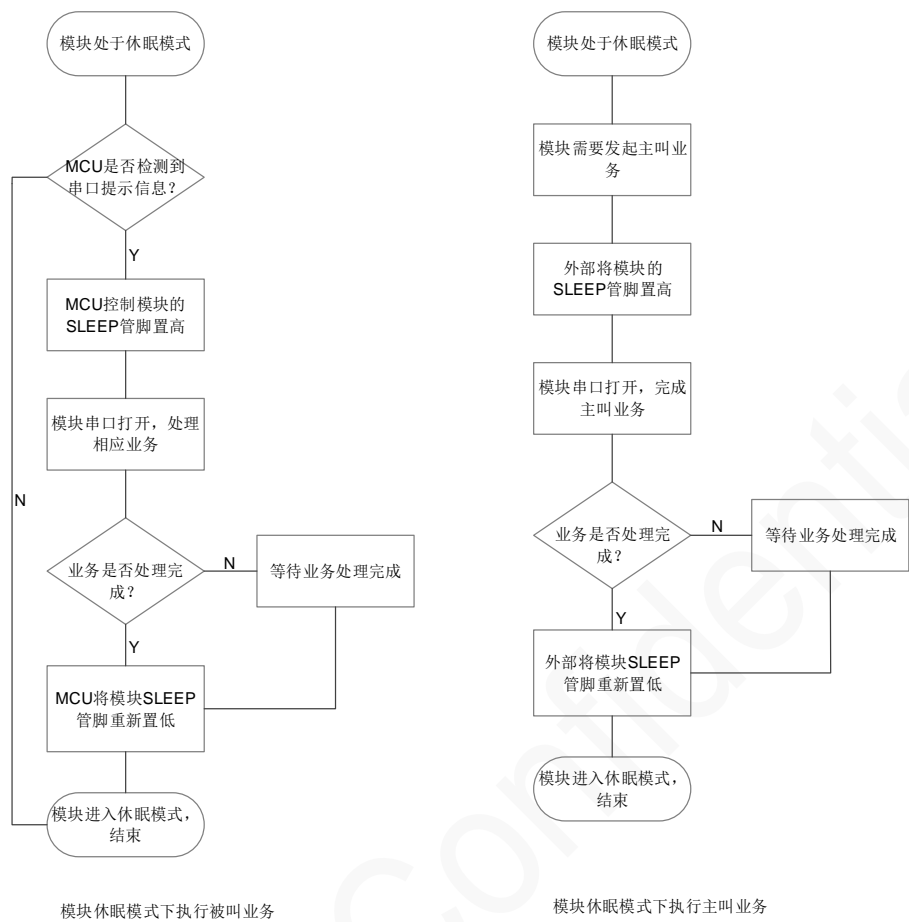 模块处于休眠模式
MCU是否检测到
串口提示信息?
Y
MCU控制模块的
SLEEP管脚置高
模块串口打开，处理
相应业务
N
业务是否处理完
成?
N
等待业务处理完成
Y
MCU将模块SLEEP
管脚重新置低
模块进入休眠模式，
结束
模块休眠模式下执行被叫业务
模块处于休眠模式
模块需要发起主叫业
务
外部将模块的
SLEEP管脚置高
模块串口打开，完成
主叫业务
业务是否处理完
成?
N
等待业务处理完成
Y
外部将模块SLEEP
管脚重新置低
模块进入休眠模式，
结束
模块休眠模式下执行主叫业务
Confidential